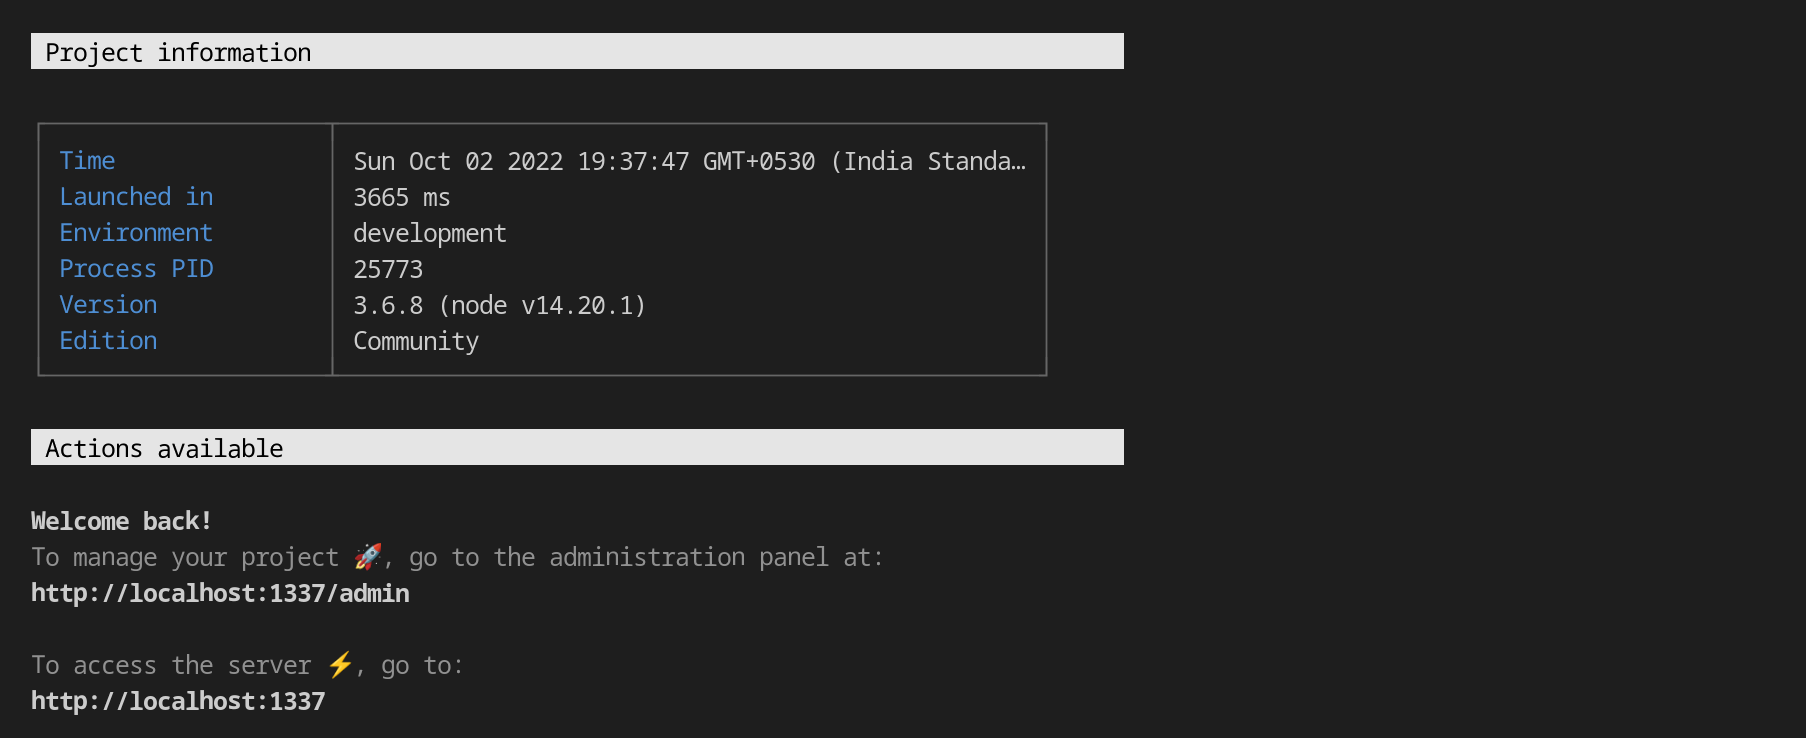 Project information
Time Sun Oct 02 2022 19:37:47 GMT+0530 (India Standa…
Launched in 3665 ms
Environment development
Process PID 25773
Version 3.6.8 (node v14.20.1)
Edition Community
Actions available
Welcome back!
To manage your project 🚀, go to the administration panel at:
http://localhost:1337/admin
To access the server ⚡, go to:
http://localhost:1337